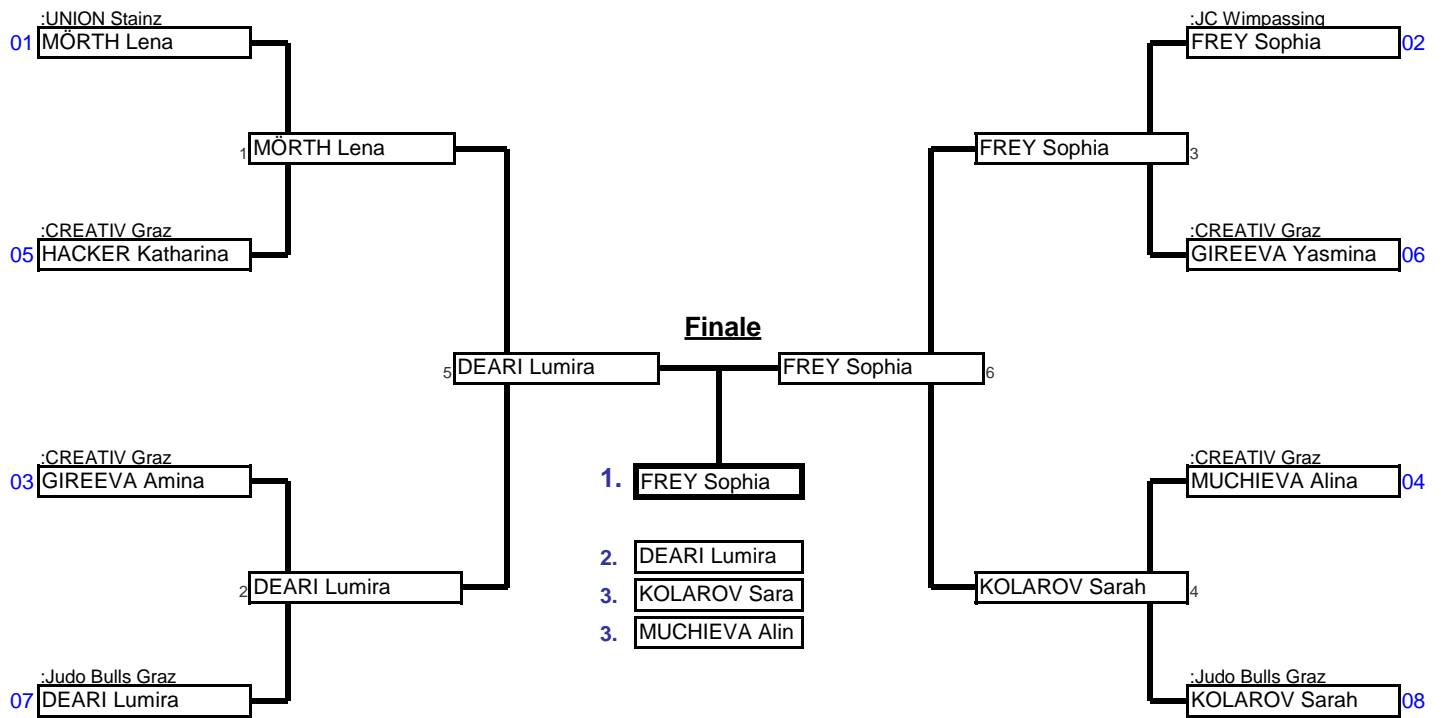 :UNION Stainz
01 MÖRTH Lena
:JC Wimpassing
FREY Sophia 02
1 MÖRTH Lena
FREY Sophia 3
:CREATIV Graz
05 HACKER Katharina
:CREATIV Graz
GIREEVA Yasmina 06
Finale
5 DEARI Lumira
FREY Sophia 6
:CREATIV Graz
03 GIREEVA Amina
1. FREY Sophia
:CREATIV Graz
MUCHIEVA Alina 04
2. DEARI Lumira
2 DEARI Lumira
3. KOLAROV Sara
KOLAROV Sarah 4
3. MUCHIEVA Alin
:Judo Bulls Graz
07 DEARI Lumira
:Judo Bulls Graz
KOLAROV Sarah 08